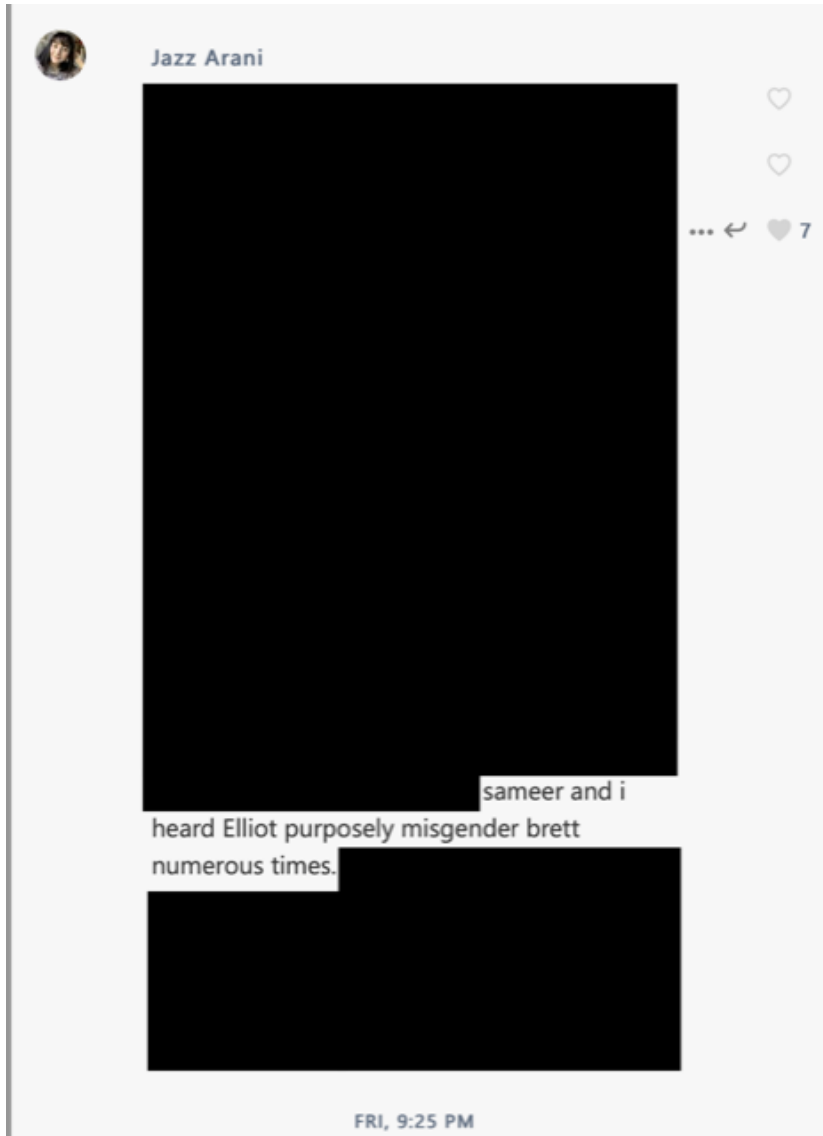 Jazz Arani
7
sameer and i
heard Elliot purposely misgender brett
numerous times.
FRI, 9:25 PM